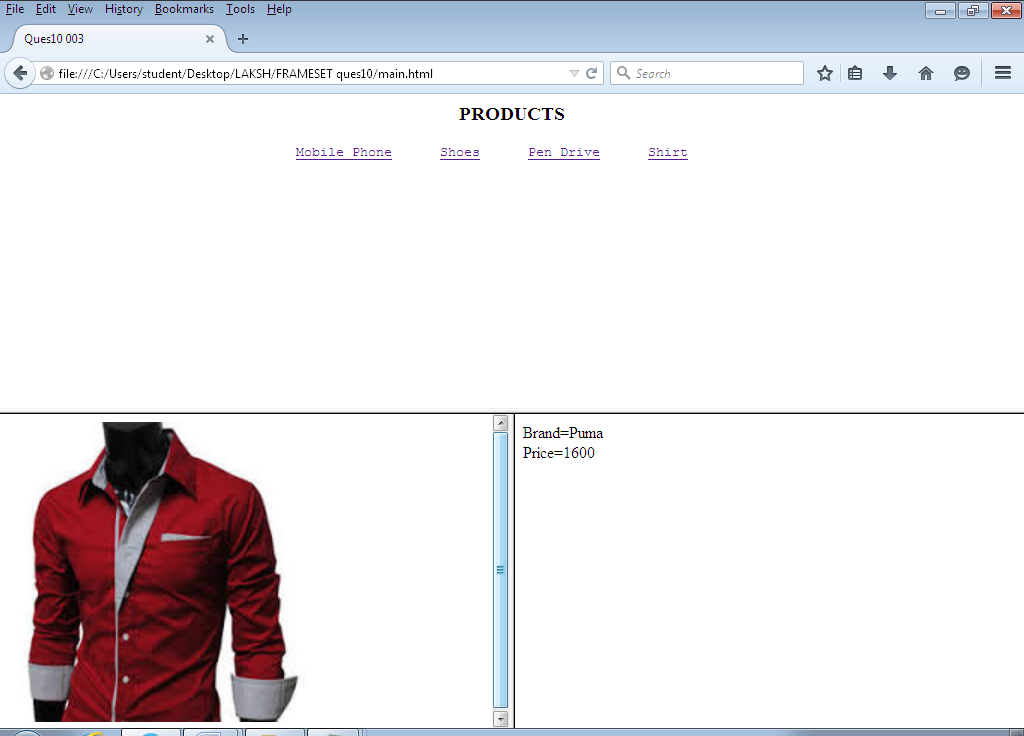 File Edit View History Bookmarks Tools Help
Ques10 003
file:///C:/Users/student/Desktop/LAKSH/FRAMESET ques10/main.html
Search
PRODUCTS
Mobile Phone Shoes Pen Drive Shirt
Brand=Puma
Price=1600